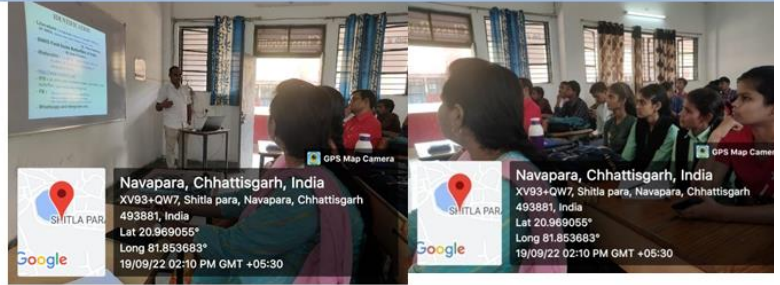 IDENTIFICATION
GPS Map Camera
SHITLA PARA
Google
Navapara, Chhattisgarh, India
XV93+QW7, Shitla para, Navapara, Chhattisgarh
493881, India
Lat 20.969055°
Long 81.853683°
19/09/22 02:10 PM GMT +05:30
GPS Map Camera
SHITLA PARA
Google
Navapara, Chhattisgarh, India
XV93+QW7, Shitla para, Navapara, Chhattisgarh
493881, India
Lat 20.969055°
Long 81.853683°
19/09/22 02:10 PM GMT +05:30